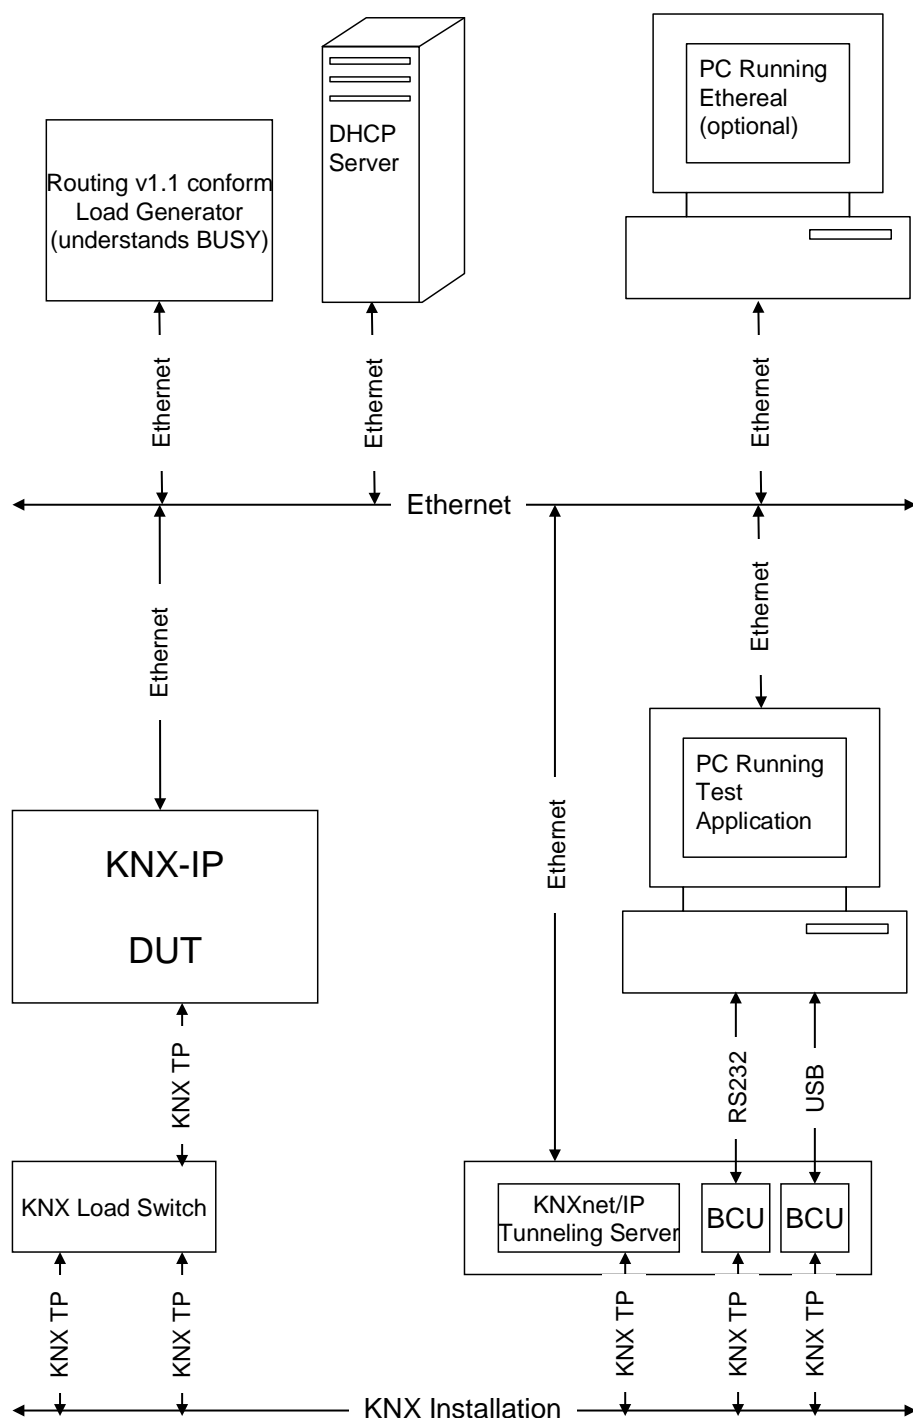 PC Running
Ethereal
(optional)
DHCP
Server
Routing v1.1 conform
Load Generator
(understands BUSY)
Ethernet
Ethernet
Ethernet
Ethernet
Ethernet
Ethernet
Ethernet
PC Running
Test
Application
KNX-IP
DUT
KNX TP
RS232
USB
KNX Load Switch
KNXnet/IP
Tunneling Server
BCU
BCU
KNX TP
KNX TP
KNX TP
KNX TP
KNX TP
KNX Installation